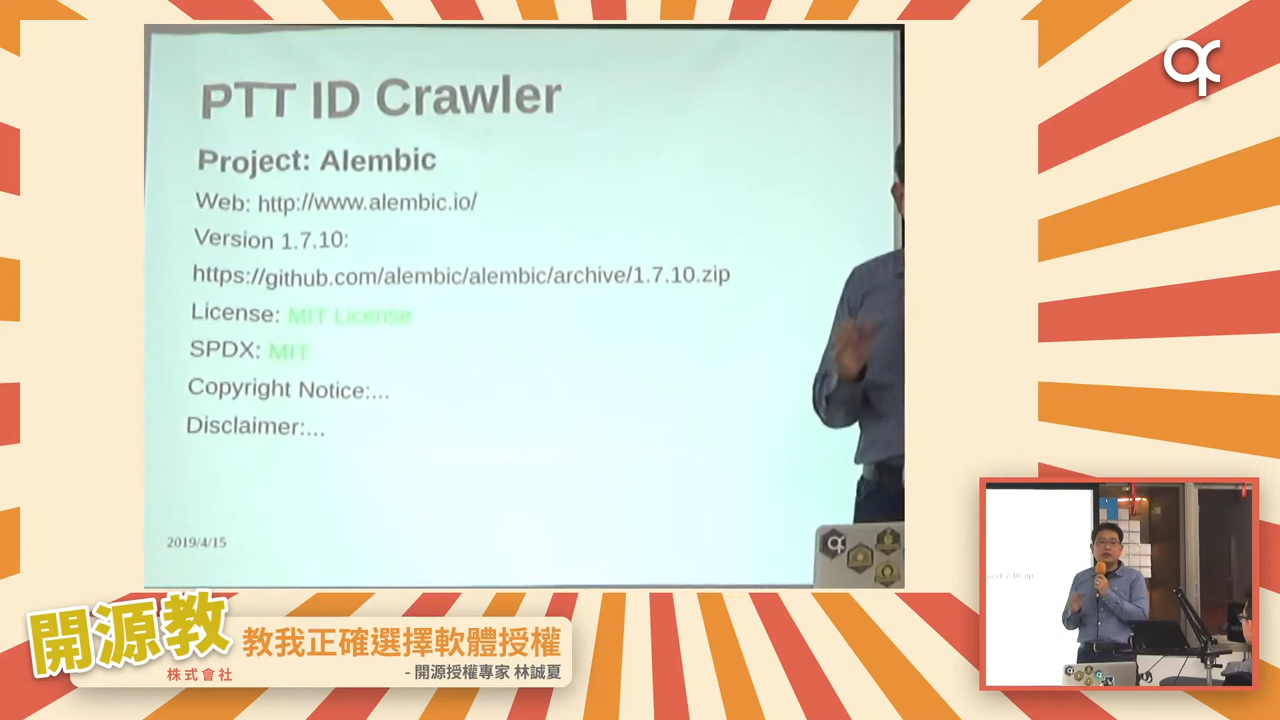 PTT ID Crawler
Project: Alembic
Web: http://www.alembic.io/
Version 1.7.10:
https://github.com/alembic/alembic/archive/1.7.10.zip
License: MIT License
SPDX: MIT
Copyright Notice:...
Disclaimer:...
2019/4/15
開源教
株式會社
教我正確選擇軟體授權
- 開源授權專家 林誠夏